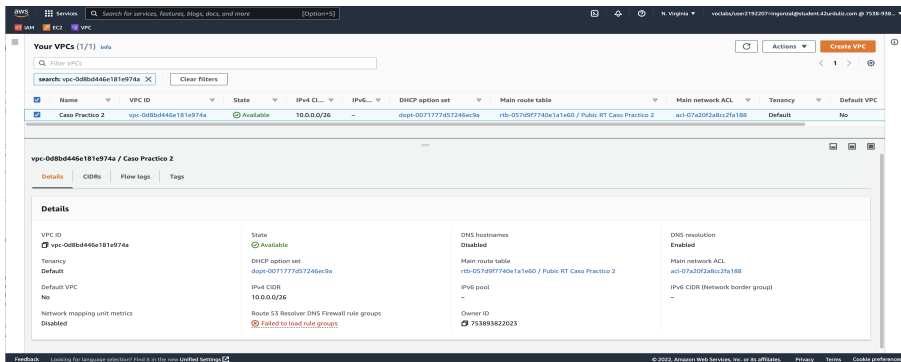 aws Services Search for services, features, blogs, docs, and more [Option+S] N. Virginia voclabs/user2192207=ingonzal@student.42urduliz.com @ 7538-938...
IAM EC2 VPC
Your VPCs (1/1) Info Actions Create VPC
Filter VPCs 1
search: vpc-0d8bd446e181e974a Clear filters
Name VPC ID State IPv4 CI... IPv6... DHCP option set Main route table Main network ACL Tenancy Default VPC
Caso Practico 2 vpc-0d8bd446e181e974a Available 10.0.0.0/26 – dopt-0071777d57246ec9a rtb-057d9f7740e1a1e60 / Pubic RT Caso Practico 2 acl-07a20f2a8cc2fa188 Default No
vpc-0d8bd446e181e974a / Caso Practico 2
Details CIDRs Flow logs Tags
Details
VPC ID State DNS hostnames DNS resolution
vpc-0d8bd446e181e974a Available Disabled Enabled
Tenancy DHCP option set Main route table Main network ACL
Default dopt-0071777d57246ec9a rtb-057d9f7740e1a1e60 / Pubic RT Caso Practico 2 acl-07a20f2a8cc2fa188
Default VPC IPv4 CIDR IPv6 pool IPv6 CIDR (Network border group)
No 10.0.0.0/26 – –
Network mapping unit metrics Route 53 Resolver DNS Firewall rule groups Owner ID
Disabled Failed to load rule groups 753893822023
Feedback Looking for language selection? Find it in the new Unified Settings © 2022, Amazon Web Services, Inc. or its affiliates. Privacy Terms Cookie preferences